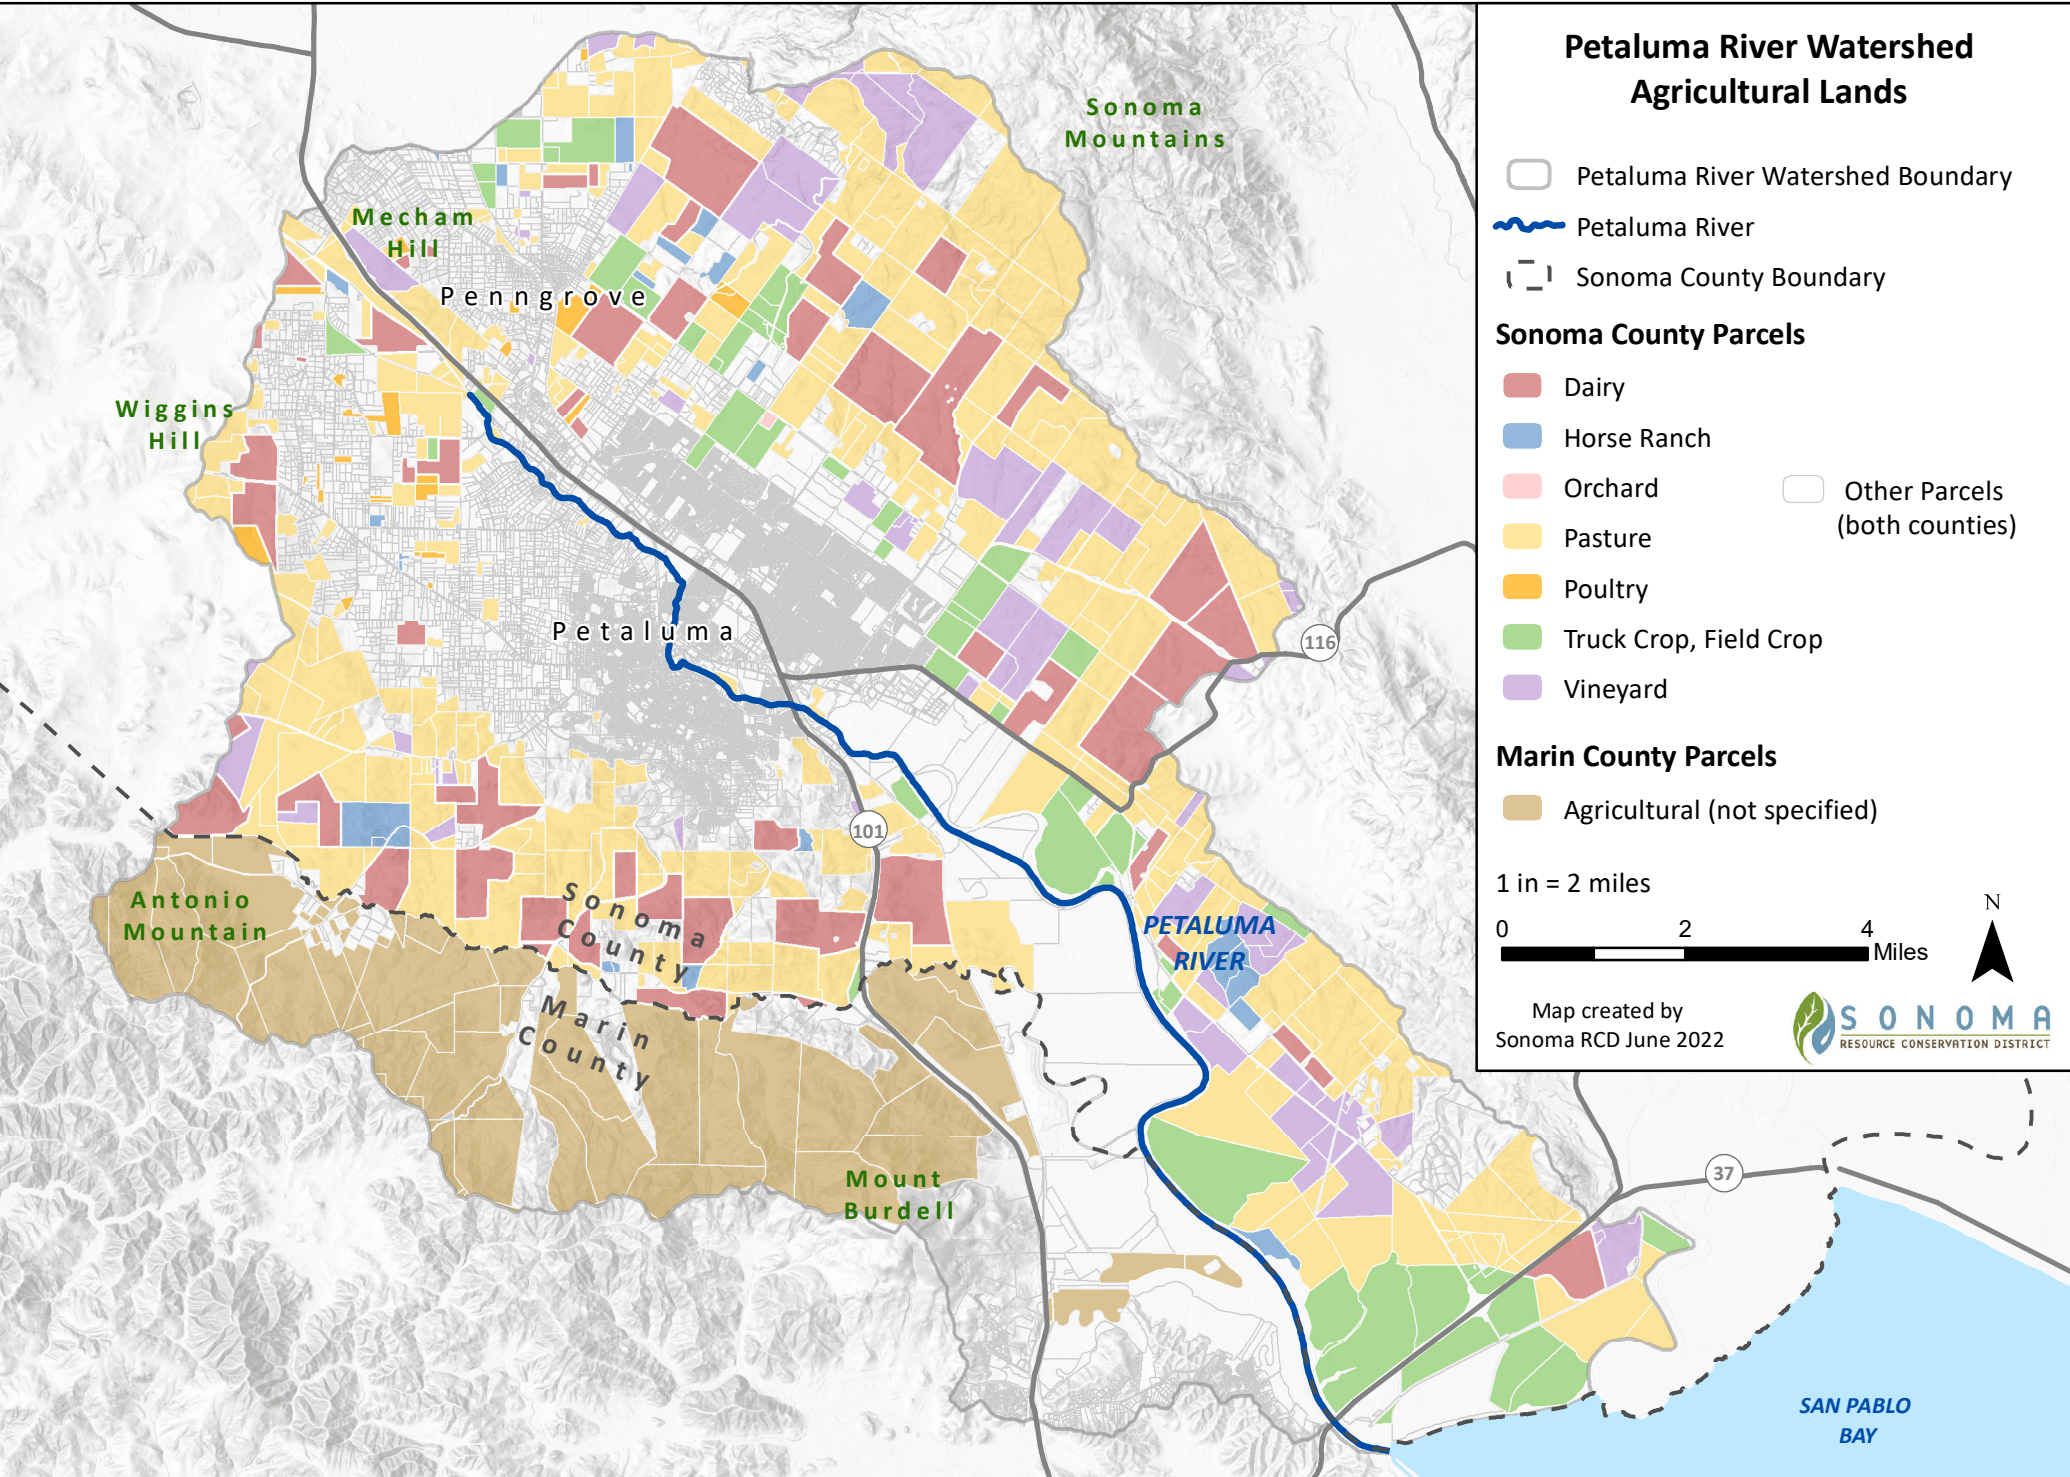 Petaluma River Watershed
Agricultural Lands
Petaluma River Watershed Boundary
Petaluma River
Sonoma County Boundary
Sonoma County Parcels
Dairy
Horse Ranch
Orchard
Pasture
Poultry
Truck Crop, Field Crop
Vineyard
Other Parcels
(both counties)
Marin County Parcels
Agricultural (not specified)
1 in = 2 miles
0 2 4
Miles
N
Map created by
Sonoma RCD June 2022
SONOMA
RESOURCE CONSERVATION DISTRICT
Sonoma
Mountains
Mecham
Hill
Penngrove
Wiggins
Hill
Petaluma
116
101
Antonio
Mountain
Sonoma
County
PETALUMA
RIVER
Marin
County
Mount
Burdell
37
SAN PABLO
BAY